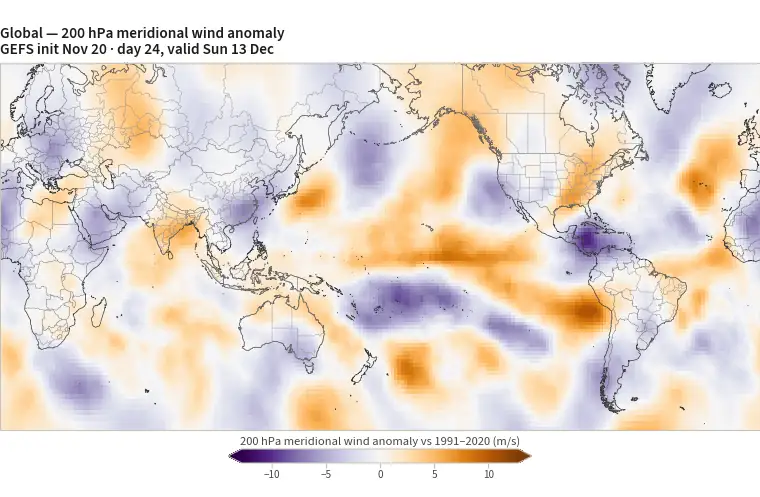 Global — 200 hPa meridional wind anomaly
GEFS init Nov 20 · day 24, valid Sun 13 Dec
200 hPa meridional wind anomaly vs 1991–2020 (m/s)
−10 −5 0 5 10